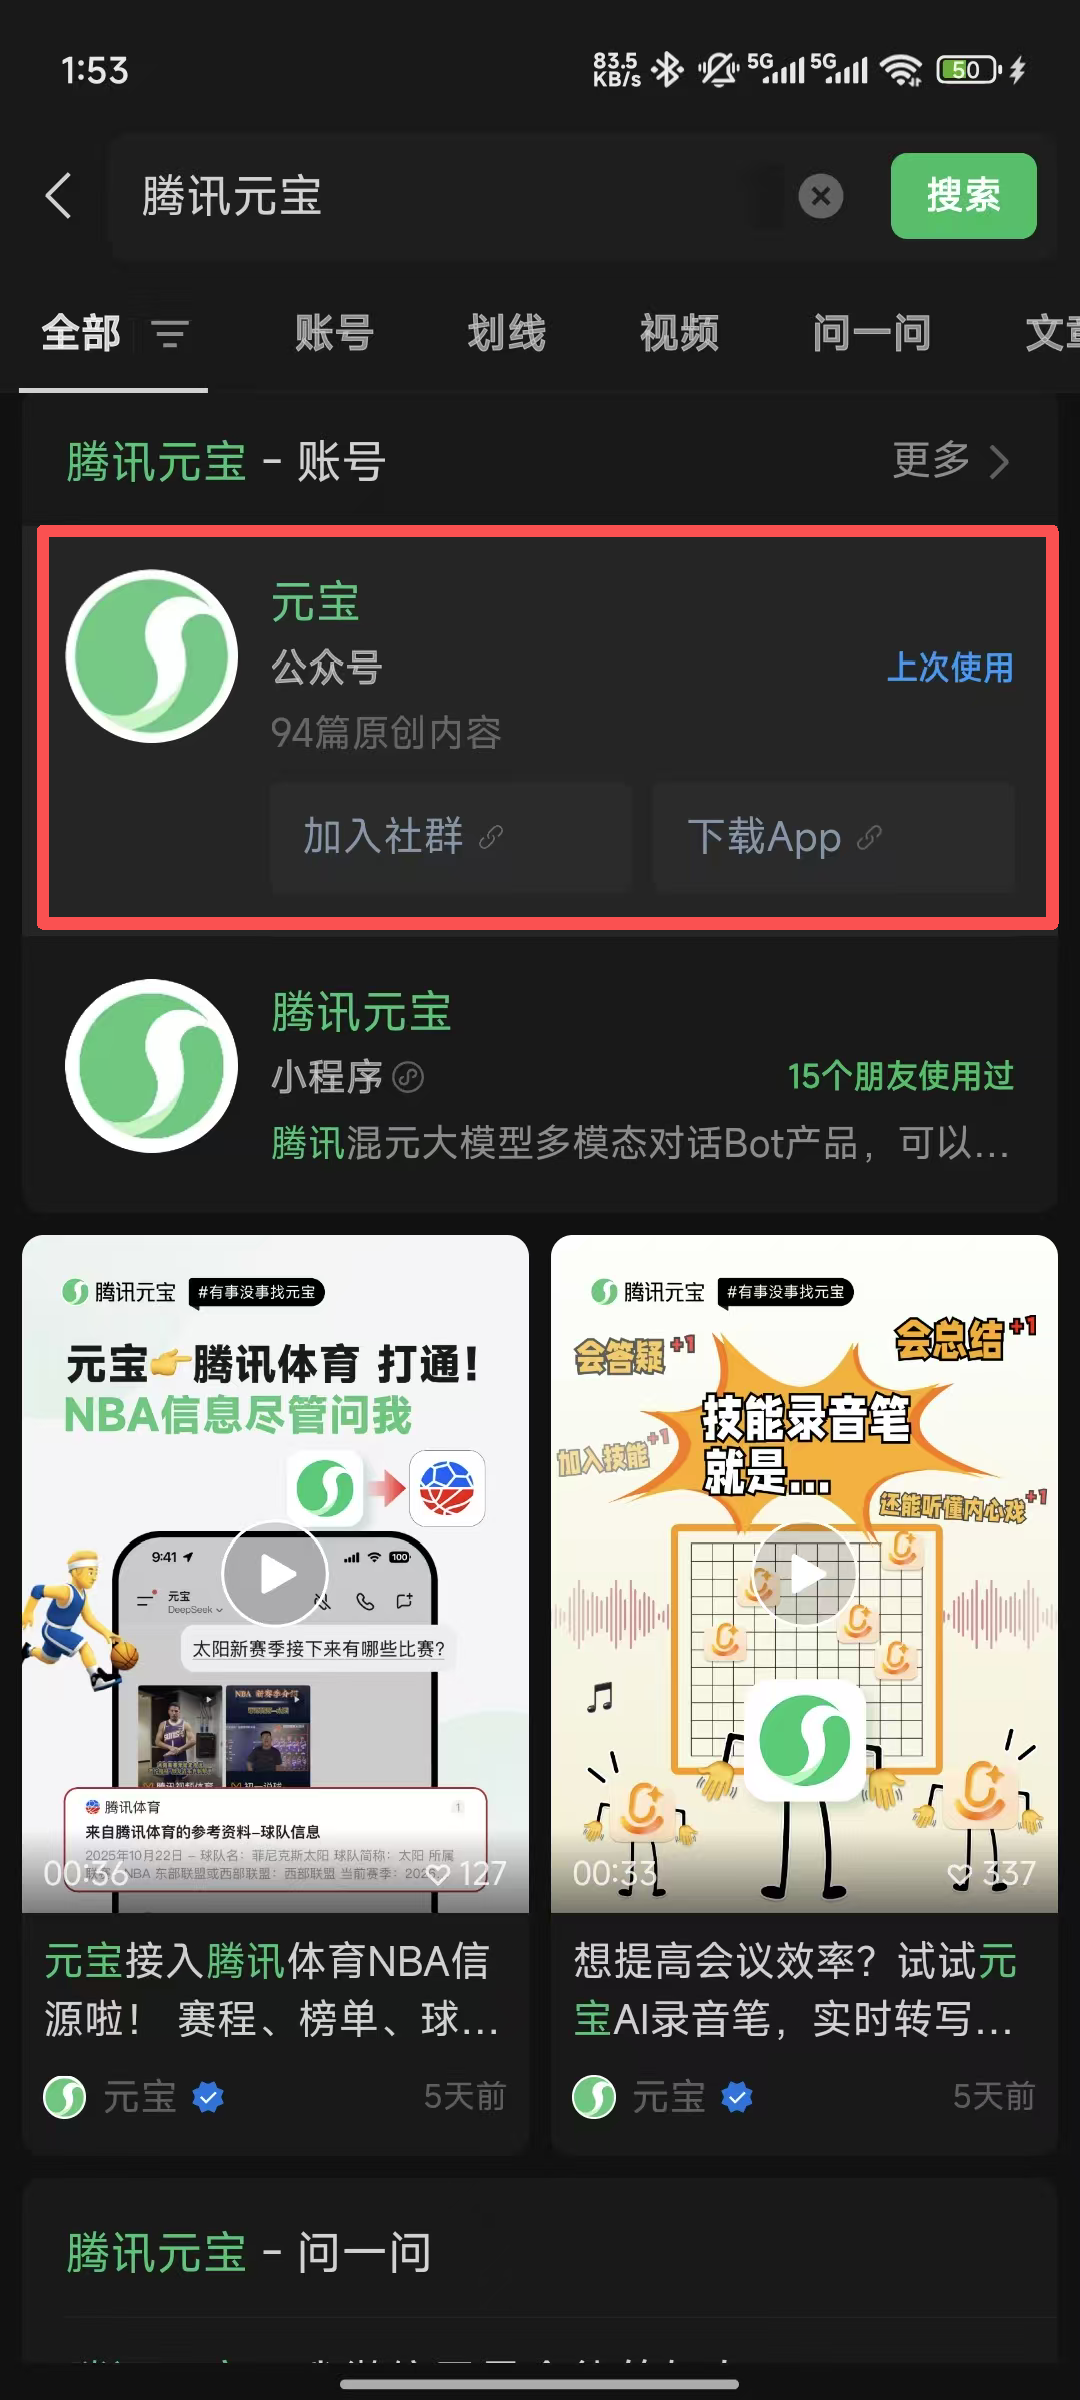 1:53
83.5 KB/s 5G 5G 50
腾讯元宝
搜索
全部 账号 划线 视频 问一问
腾讯元宝 - 账号
更多
元宝
公众号
上次使用
94篇原创内容
加入社群
下载App
腾讯元宝
小程序
15个朋友使用过
腾讯混元大模型多模态对话Bot产品，可以...
腾讯元宝 #有事没事找元宝
元宝👉腾讯体育 打通！
NBA信息尽管问我
9:41 100
元宝
DeepSeek
太阳新赛季接下来有哪些比赛？
NBA 新赛季介绍
腾讯体育 1
来自腾讯体育的参考资料-球队信息
2025年10月22日 - 球队名：菲尼克斯太阳 球队简称：太阳 所属
NBA 东部联盟或西部联盟：西部联盟 当前赛季：
00:36 127
元宝接入腾讯体育NBA信
源啦！ 赛程、榜单、球...
元宝 5天前
腾讯元宝 #有事没事找元宝
会答疑+1
会总结+1
技能录音笔
就是...
加入技能+1
还能听懂内心戏+1
00:33 337
想提高会议效率？试试元
宝AI录音笔，实时转写...
元宝 5天前
腾讯元宝 - 问一问